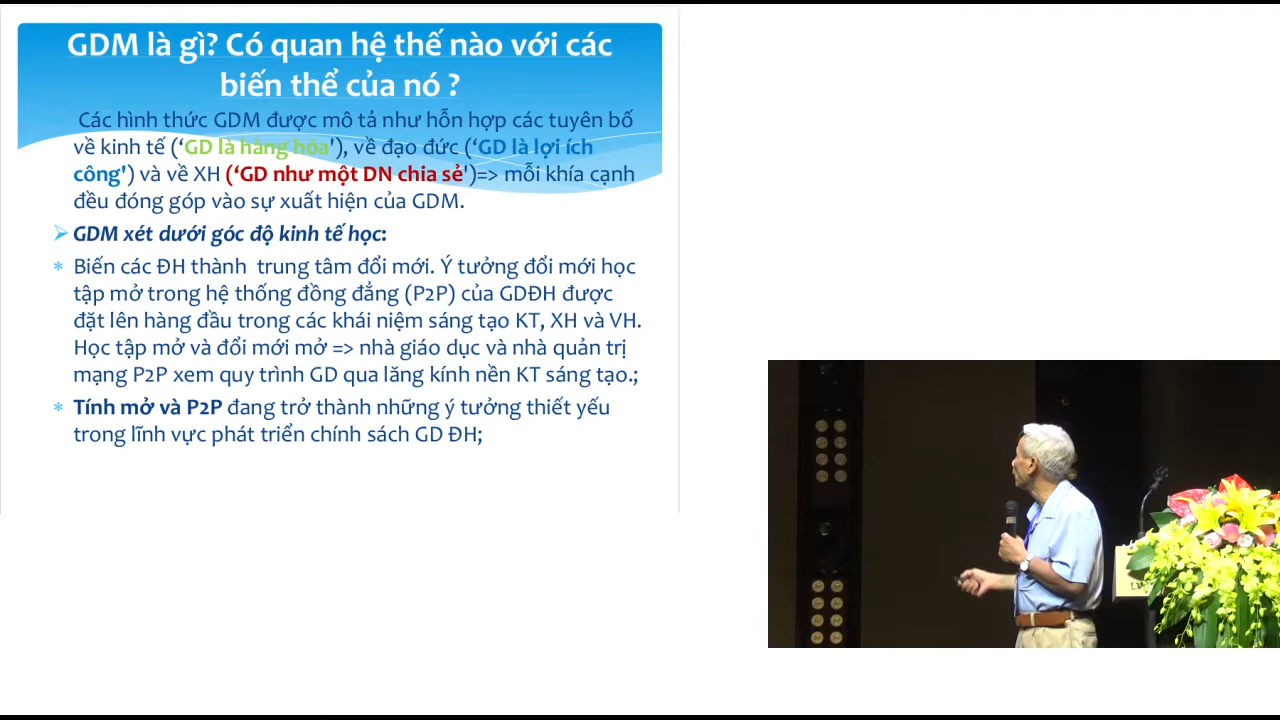 GDM là gì? Có quan hệ thế nào với các
biến thể của nó ?
Các hình thức GDM được mô tả như hỗn hợp các tuyên bố
về kinh tế (‘GD là hàng hóa'), về đạo đức (‘GD là lợi ích
công') và về XH (‘GD như một DN chia sẻ')=> mỗi khía cạnh
đều đóng góp vào sự xuất hiện của GDM.
➢ GDM xét dưới góc độ kinh tế học:
* Biến các ĐH thành trung tâm đổi mới. Ý tưởng đổi mới học
tập mở trong hệ thống đồng đẳng (P2P) của GDĐH được
đặt lên hàng đầu trong các khái niệm sáng tạo KT, XH và VH.
Học tập mở và đổi mới mở => nhà giáo dục và nhà quản trị
mạng P2P xem quy trình GD qua lăng kính nền KT sáng tạo.;
* Tính mở và P2P đang trở thành những ý tưởng thiết yếu
trong lĩnh vực phát triển chính sách GD ĐH;